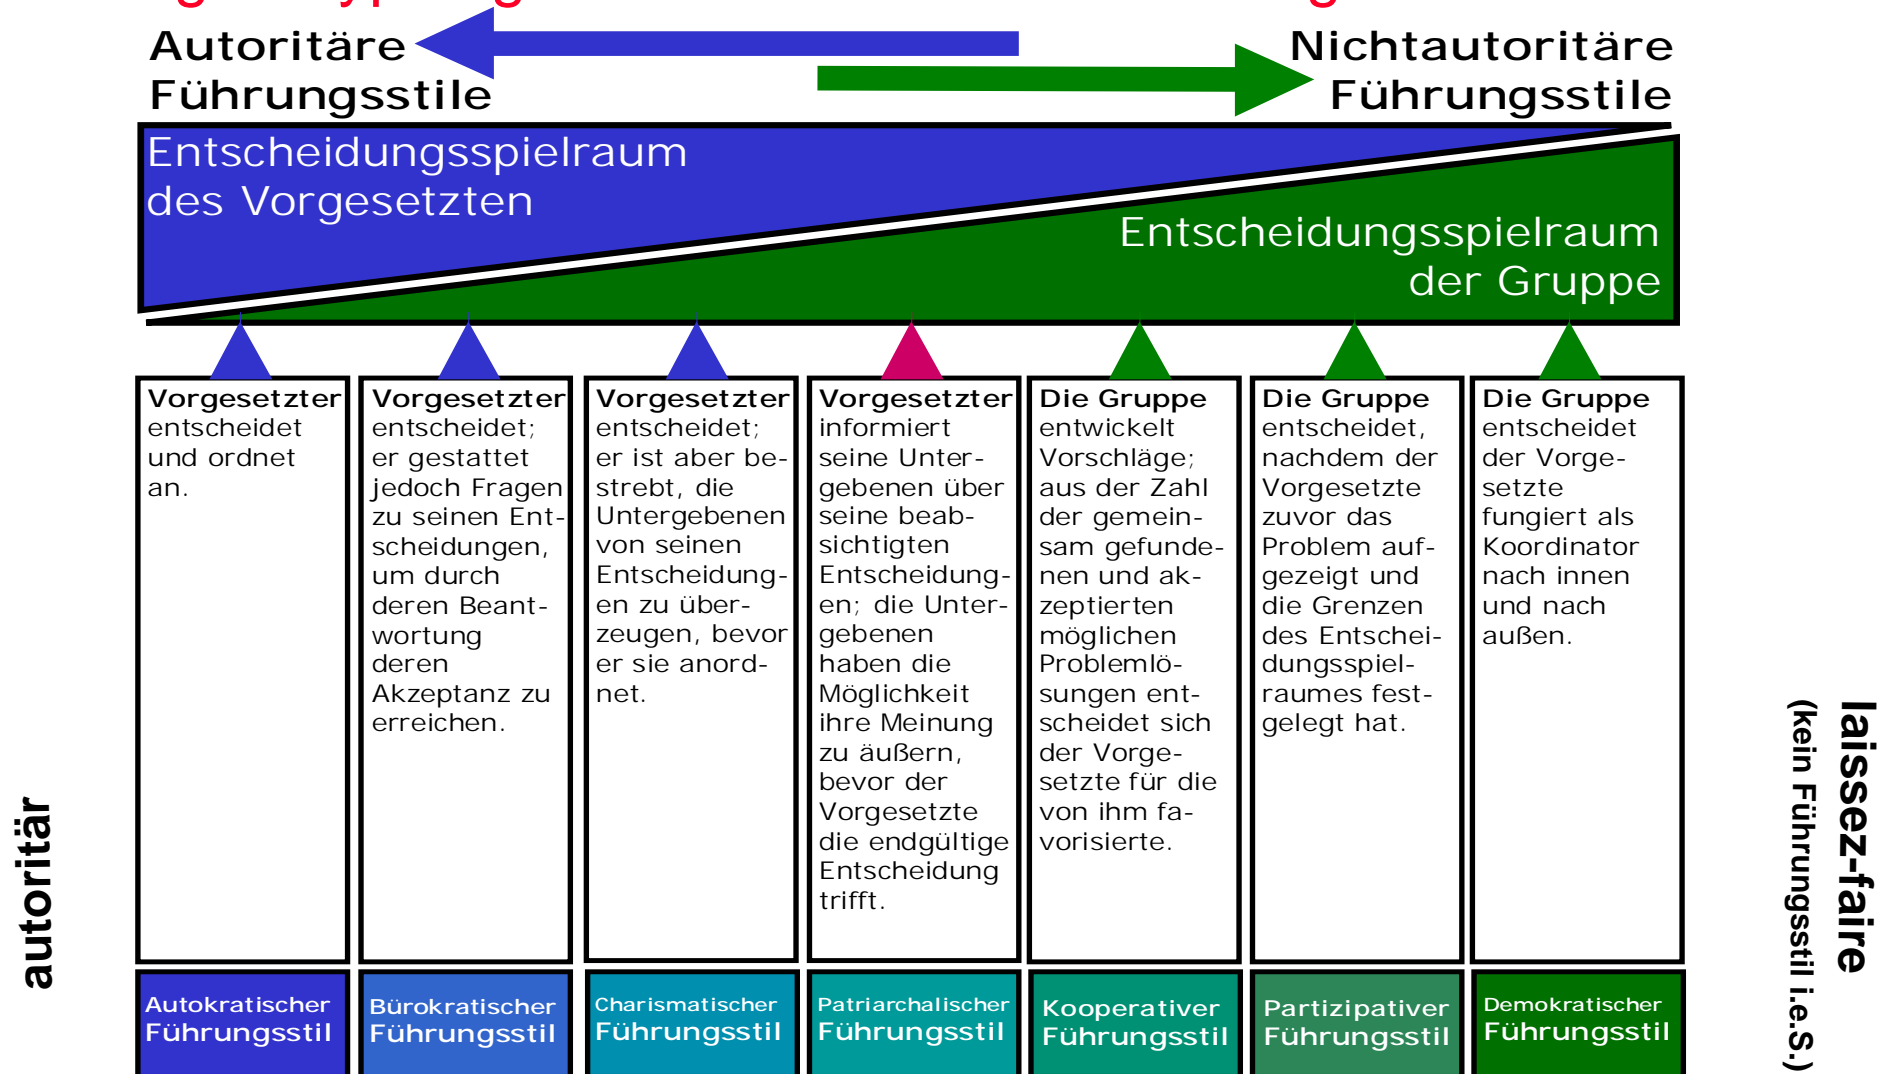 Autoritäre
Führungsstile
Nichtautoritäre
Führungsstile
Entscheidungsspielraum
des Vorgesetzten
Entscheidungsspielraum
der Gruppe
Vorgesetzter
entscheidet
und ordnet
an.
Vorgesetzter
entscheidet;
er gestattet
jedoch Fragen
zu seinen Ent-
scheidungen,
um durch
deren Beant-
wortung
deren
Akzeptanz zu
erreichen.
Vorgesetzter
entscheidet;
er ist aber be-
strebt, die
Untergebenen
von seinen
Entscheidung-
en zu über-
zeugen, bevor
er sie anord-
net.
Vorgesetzter
informiert
seine Unter-
gebenen über
seine beab-
sichtigten
Entscheidung-
en; die Unter-
gebenen
haben die
Möglichkeit
ihre Meinung
zu äußern,
bevor der
Vorgesetzte
die endgültige
Entscheidung
trifft.
Die Gruppe
entwickelt
Vorschläge;
aus der Zahl
der gemein-
sam gefunde-
nen und ak-
zeptierten
möglichen
Problemlö-
sungen ent-
scheidet sich
der Vorge-
setzte für die
von ihm fa-
vorisierte.
Die Gruppe
entscheidet,
nachdem der
Vorgesetzte
zuvor das
Problem auf-
gezeigt und
die Grenzen
des Entschei-
dungsspiel-
raumes fest-
gelegt hat.
Die Gruppe
entscheidet
der Vorge-
setzte
fungiert als
Koordinator
nach innen
und nach
außen.
Autokratischer
Führungsstil
Bürokratischer
Führungsstil
Charismatischer
Führungsstil
Patriarchalischer
Führungsstil
Kooperativer
Führungsstil
Partizipativer
Führungsstil
Demokratischer
Führungsstil
autoritär
laissez-faire
(kein Führungsstil i.e.S.)